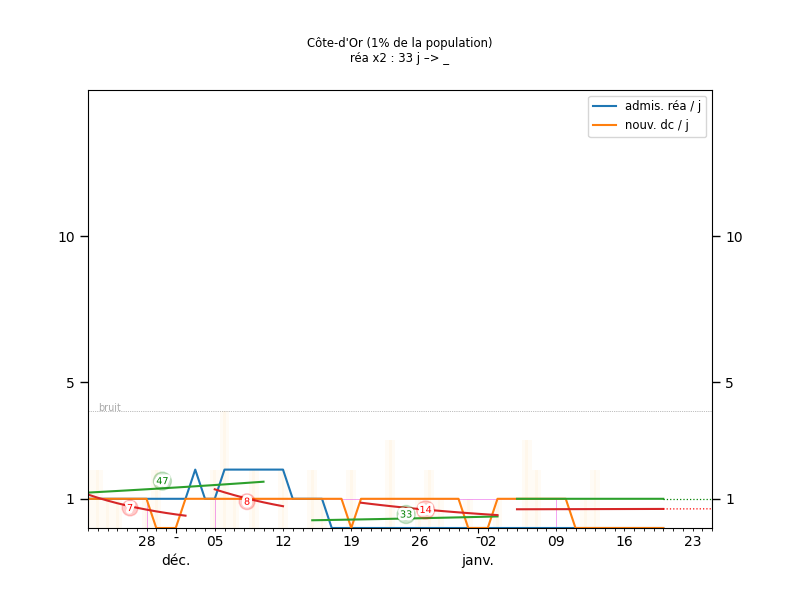 Côte-d'Or (1% de la population)
réa x2 : 33 j –> _
admis. réa / j
nouv. dc / j
10 10
5 5
bruit
47
1 1
7 8
33 14
28 - 05 12 19 26 - 02 09 16 23
déc. janv.